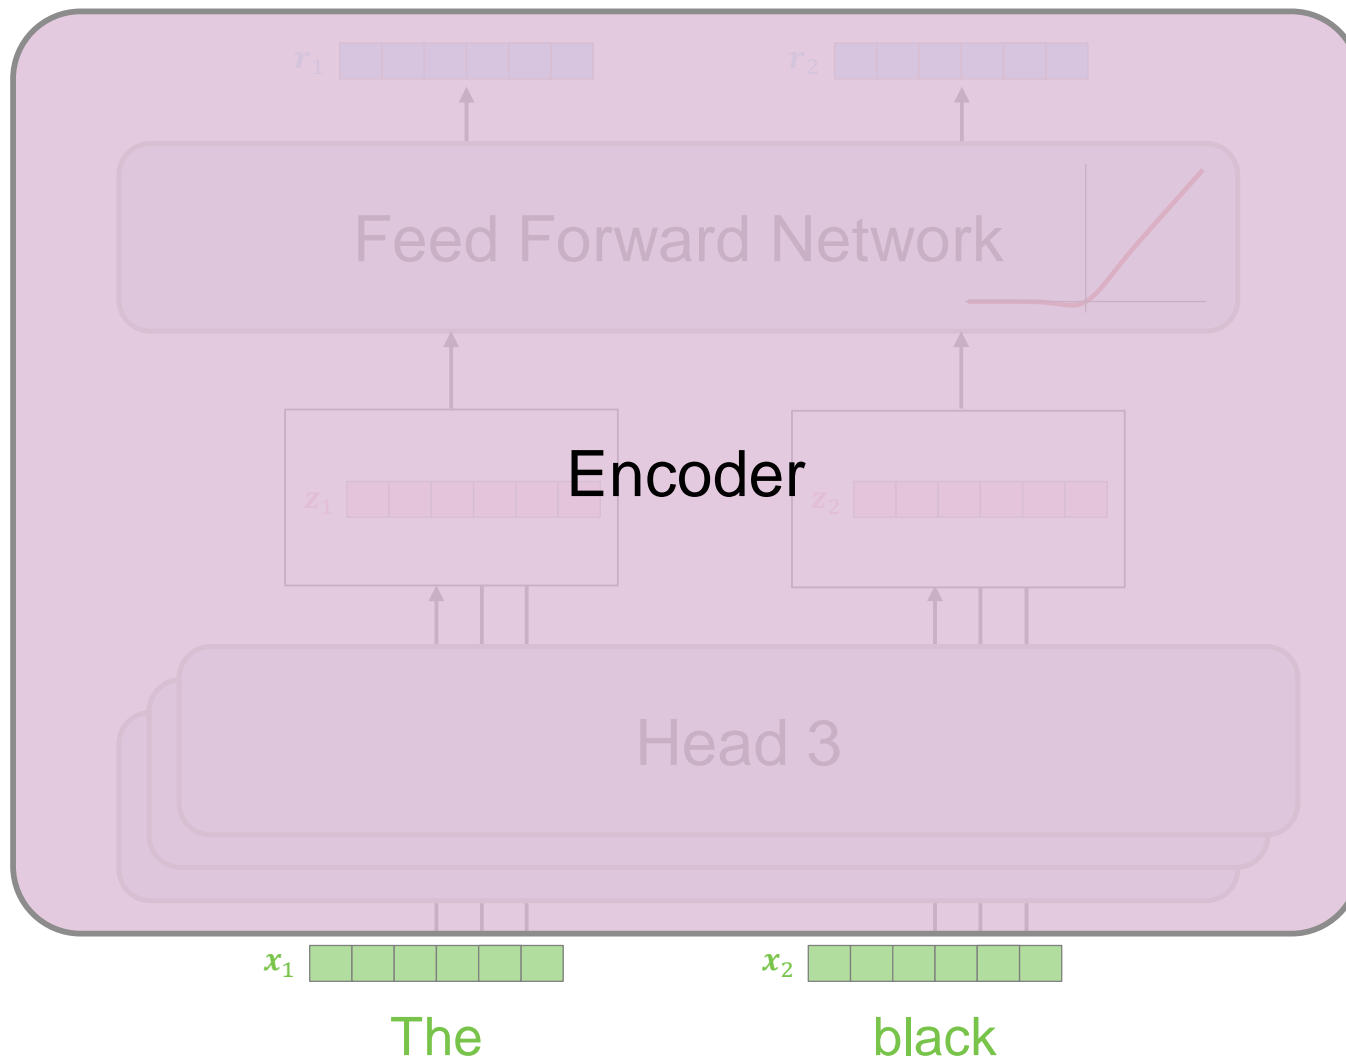 r₁ r₂
Feed Forward Network
Encoder
z₁ z₂
Head 3
x₁ x₂
The black